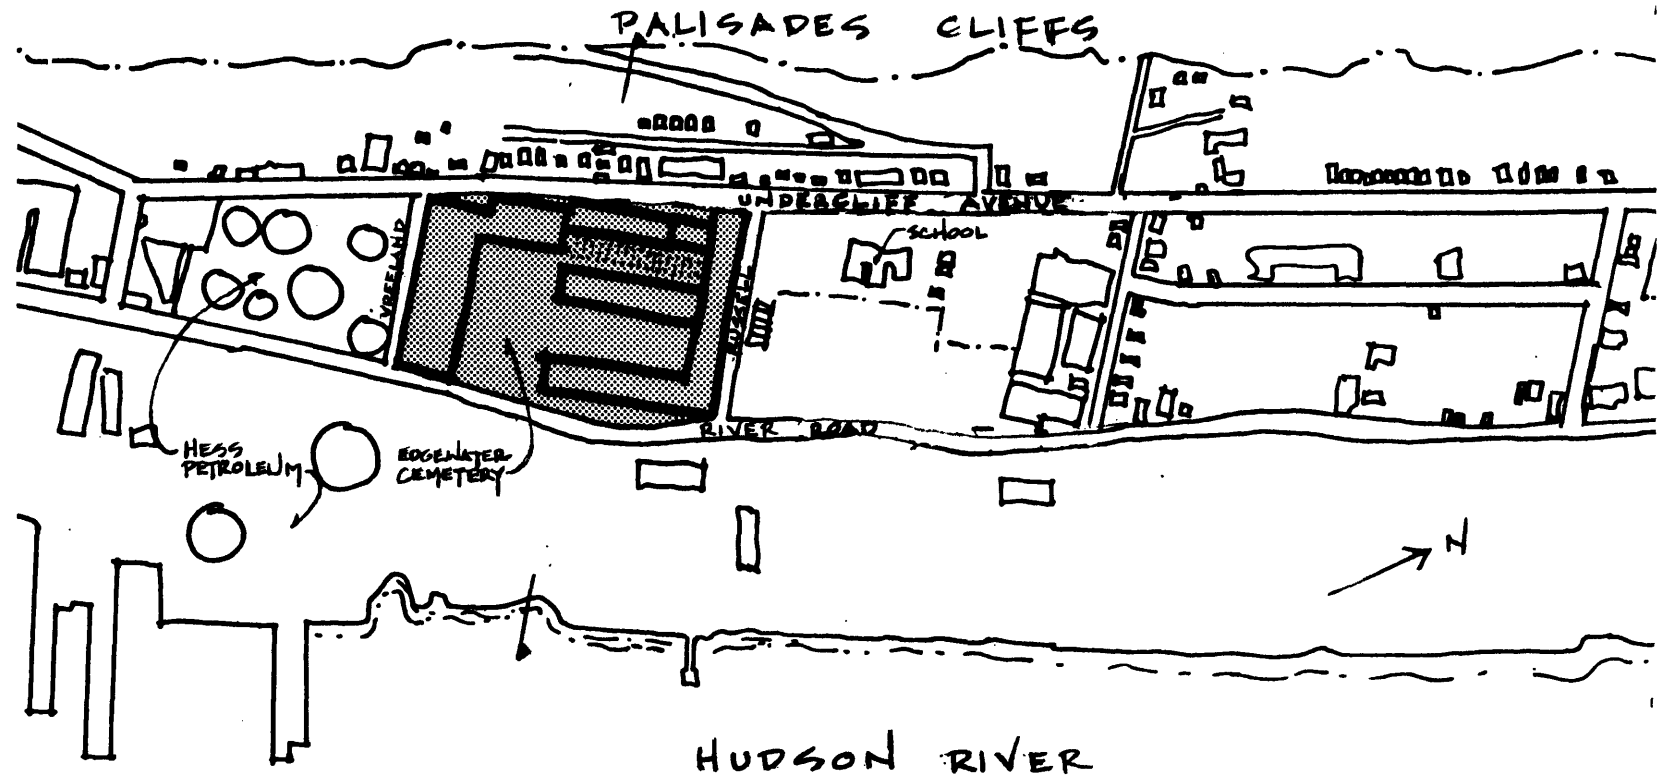 PALISADES CLIFFS
UNDERCLIFF AVENUE
SCHOOL
VREELAND
RUSSELL
RIVER ROAD
HESS
PETROLEUM
EDGEWATER
CEMETERY
N
HUDSON RIVER